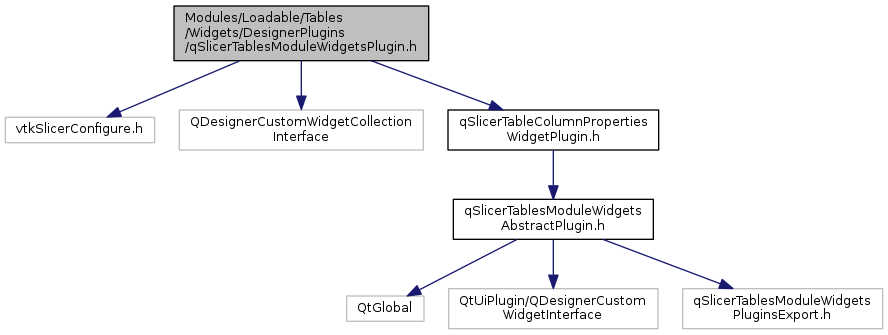 Modules/Loadable/Tables
/Widgets/DesignerPlugins
/qSlicerTablesModuleWidgetsPlugin.h
vtkSlicerConfigure.h
QDesignerCustomWidgetCollection
Interface
qSlicerTableColumnProperties
WidgetPlugin.h
qSlicerTablesModuleWidgets
AbstractPlugin.h
QtGlobal
QtUiPlugin/QDesignerCustom
WidgetInterface
qSlicerTablesModuleWidgets
PluginsExport.h